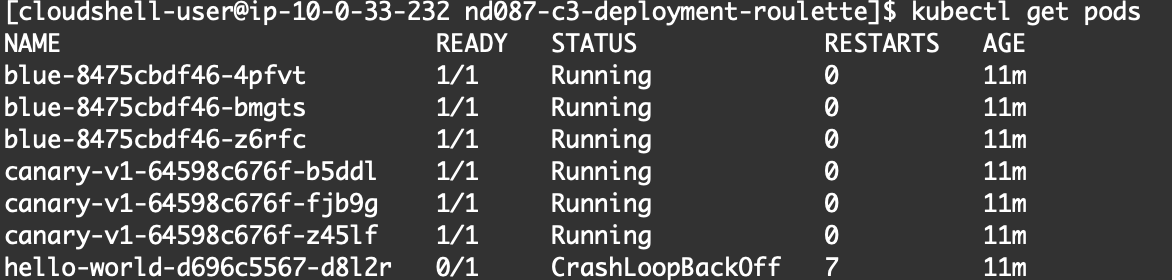 [cloudshell-user@ip-10-0-33-232 nd087-c3-deployment-roulette]$ kubectl get pods
NAME READY STATUS RESTARTS AGE
blue-8475cbdf46-4pfvt 1/1 Running 0 11m
blue-8475cbdf46-bmgts 1/1 Running 0 11m
blue-8475cbdf46-z6rfc 1/1 Running 0 11m
canary-v1-64598c676f-b5ddl 1/1 Running 0 11m
canary-v1-64598c676f-fjb9g 1/1 Running 0 11m
canary-v1-64598c676f-z45lf 1/1 Running 0 11m
hello-world-d696c5567-d8l2r 0/1 CrashLoopBackOff 7 11m